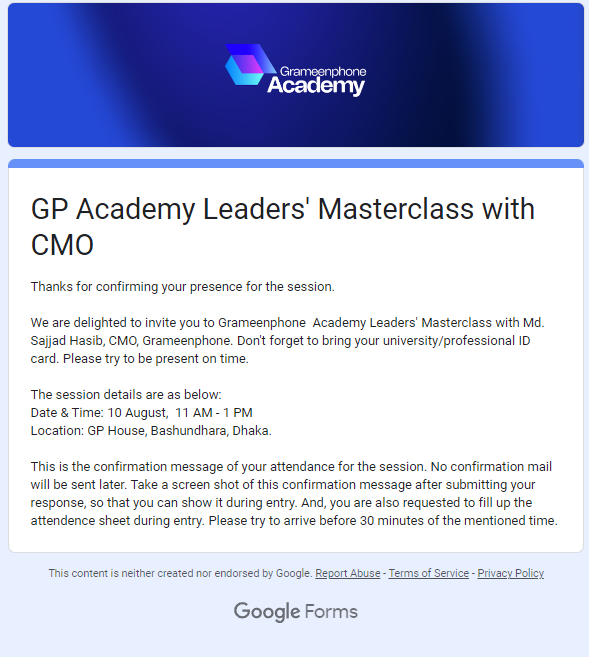 Grameenphone
Academy
GP Academy Leaders' Masterclass with
CMO
Thanks for confirming your presence for the session.
We are delighted to invite you to Grameenphone  Academy Leaders' Masterclass with Md.
Sajjad Hasib, CMO, Grameenphone. Don't forget to bring your university/professional ID
card. Please try to be present on time.
The session details are as below:
Date & Time: 10 August,  11 AM - 1 PM
Location: GP House, Bashundhara, Dhaka.
This is the confirmation message of your attendance for the session. No confirmation mail
will be sent later. Take a screen shot of this confirmation message after submitting your
response, so that you can show it during entry. And, you are also requested to fill up the
attendence sheet during entry. Please try to arrive before 30 minutes of the mentioned time.
This content is neither created nor endorsed by Google. Report Abuse - Terms of Service - Privacy Policy
Google Forms